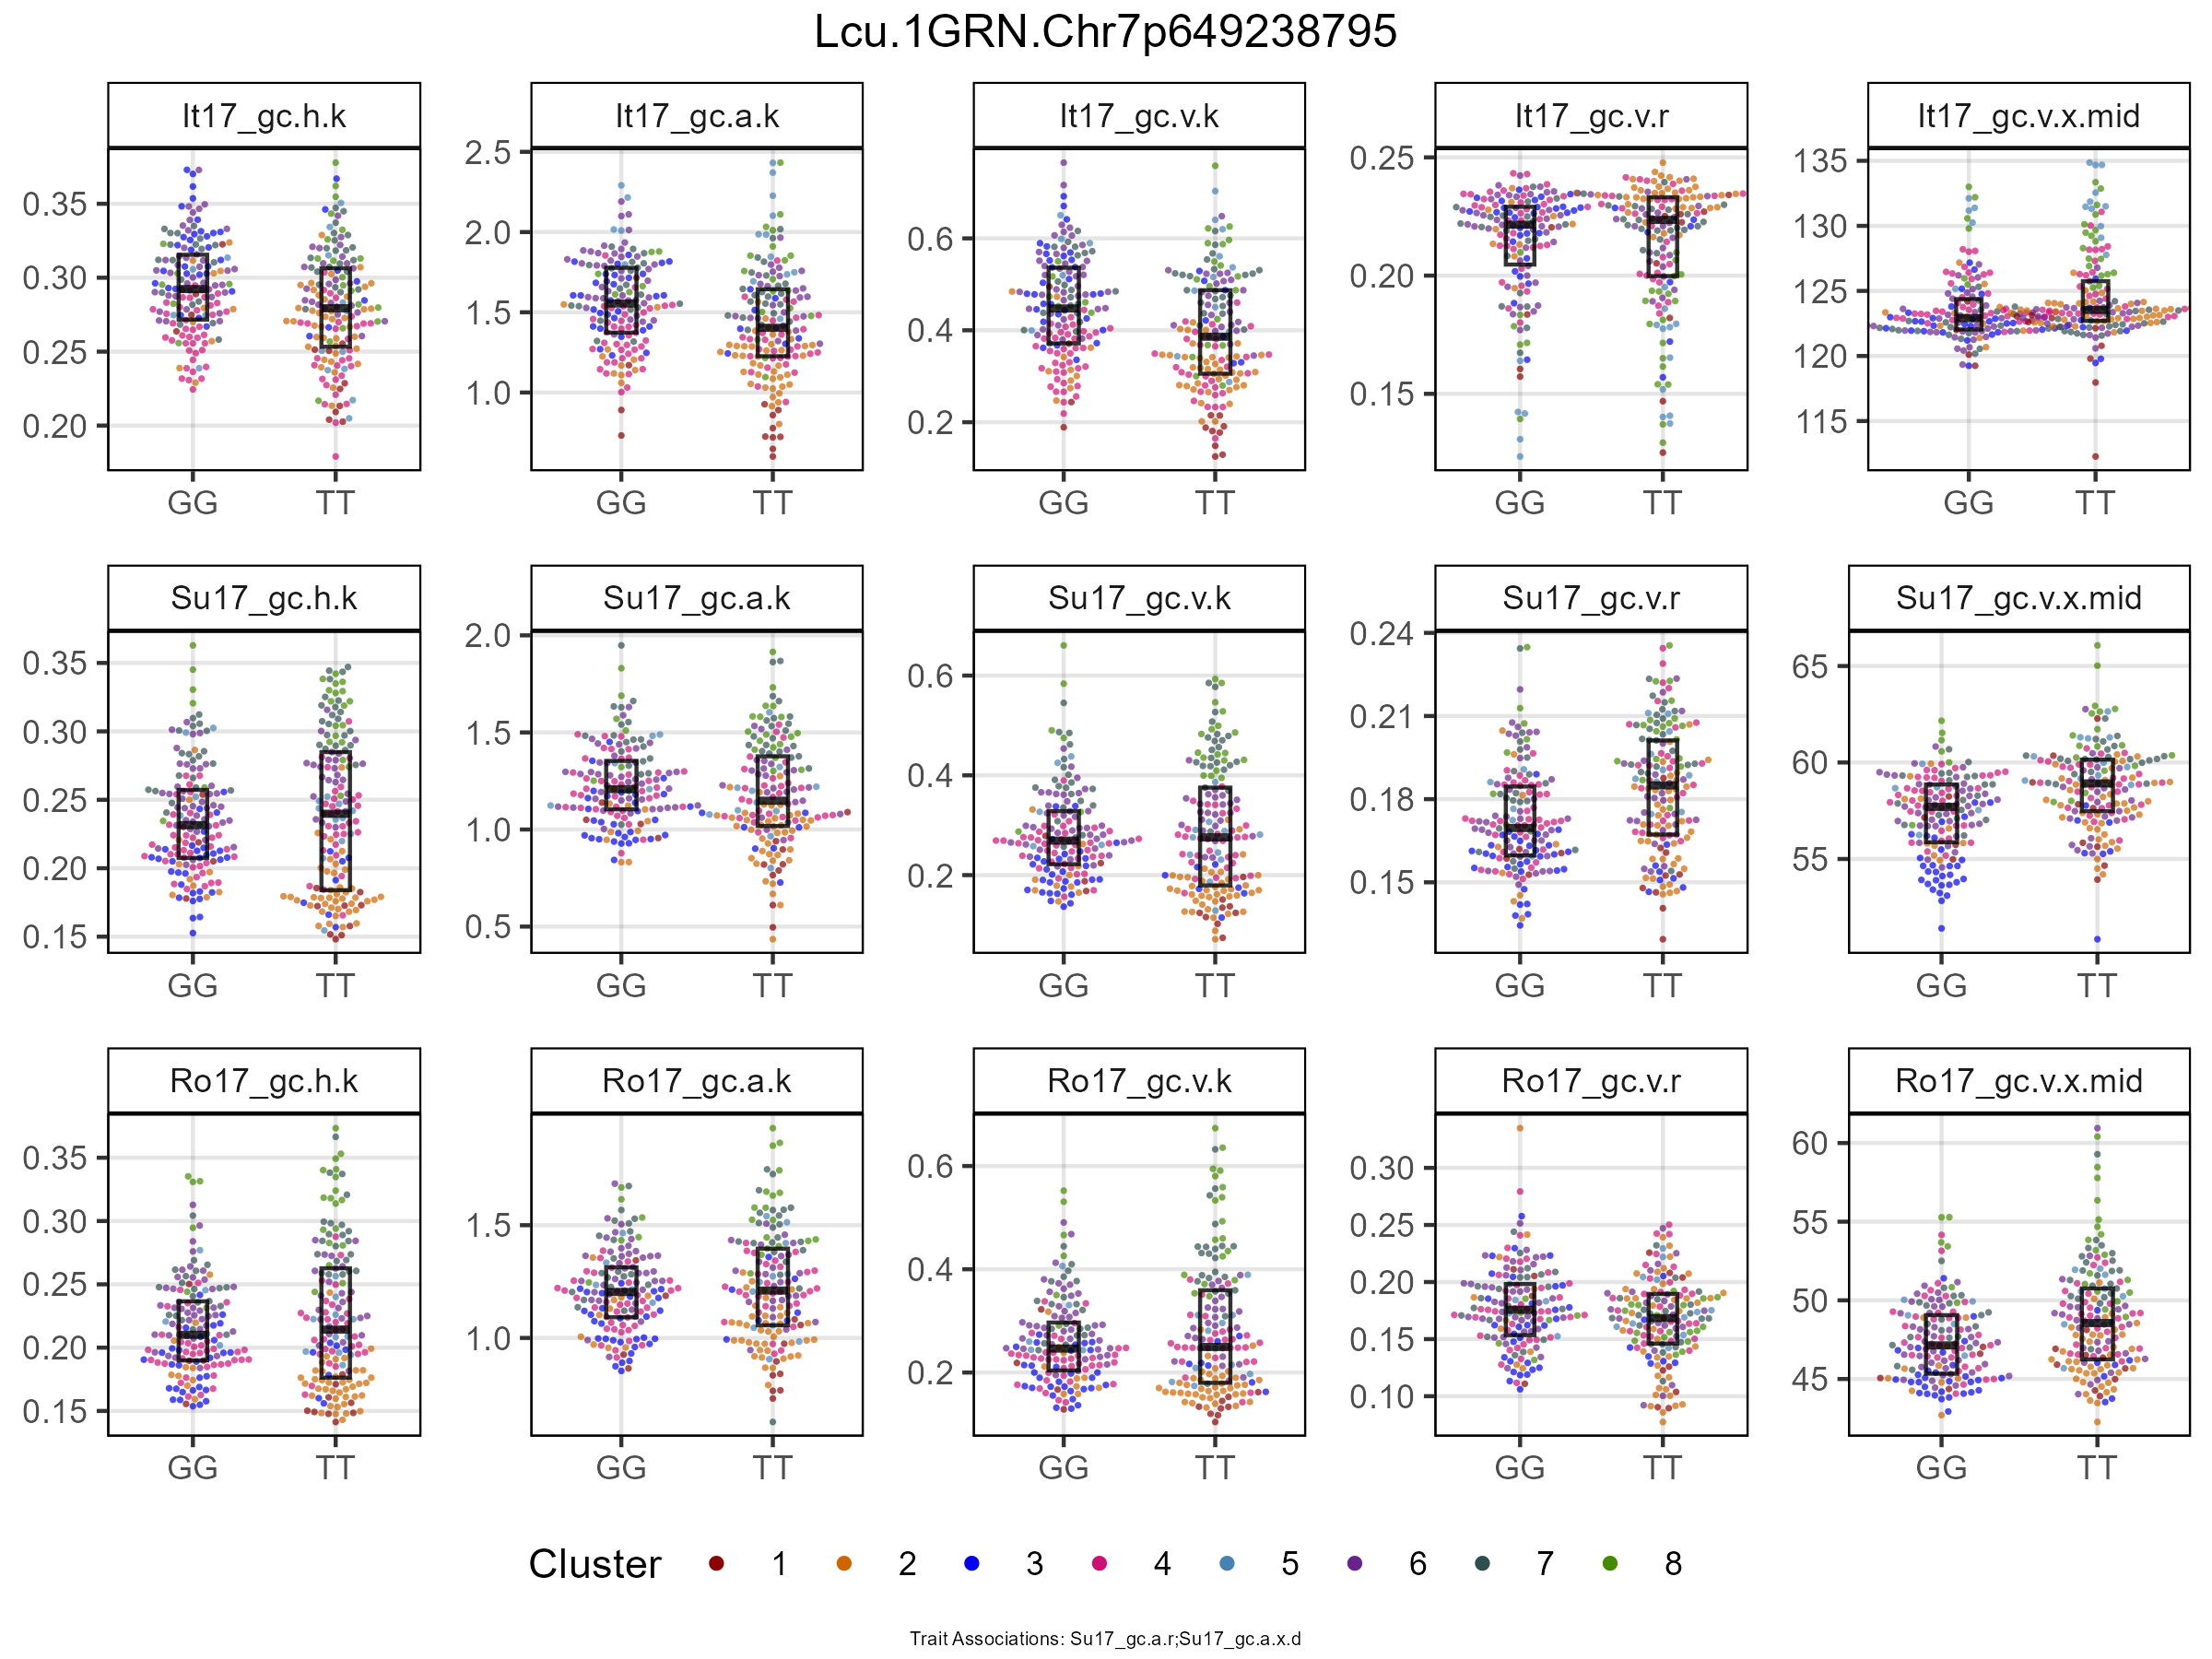 Lcu.1GRN.Chr7p649238795
It17_gc.h.k
It17_gc.a.k
It17_gc.v.k
It17_gc.v.r
It17_gc.v.x.mid
0.35
0.30
0.25
0.20
2.5
2.0
1.5
1.0
0.6
0.4
0.2
0.25
0.20
0.15
135
130
125
120
115
GG TT
GG TT
GG TT
GG TT
GG TT
Su17_gc.h.k
Su17_gc.a.k
Su17_gc.v.k
Su17_gc.v.r
Su17_gc.v.x.mid
0.35
0.30
0.25
0.20
0.15
2.0
1.5
1.0
0.5
0.6
0.4
0.2
0.24
0.21
0.18
0.15
65
60
55
GG TT
GG TT
GG TT
GG TT
GG TT
Ro17_gc.h.k
Ro17_gc.a.k
Ro17_gc.v.k
Ro17_gc.v.r
Ro17_gc.v.x.mid
0.35
0.30
0.25
0.20
0.15
1.5
1.0
0.6
0.4
0.2
0.30
0.25
0.20
0.15
0.10
60
55
50
45
GG TT
GG TT
GG TT
GG TT
GG TT
Cluster 1 2 3 4 5 6 7 8
Trait Associations: Su17_gc.a.r;Su17_gc.a.x.d